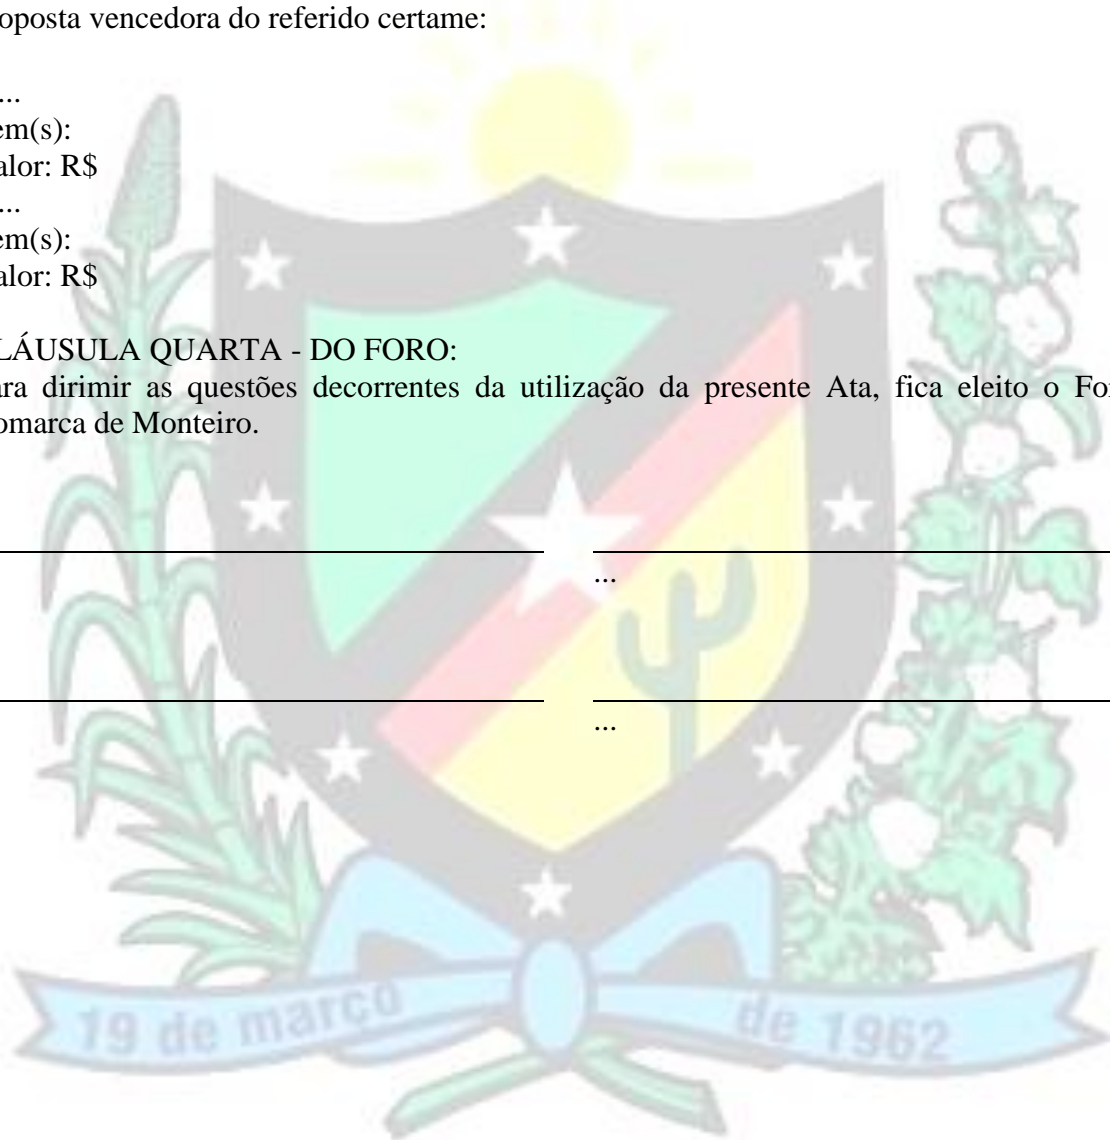 oposta vencedora do referido certame:
...
em(s):
alor: R$
...
em(s):
alor: R$
LÁUSULA QUARTA - DO FORO:
ara dirimir as questões decorrentes da utilização da presente Ata, fica eleito o For
omarca de Monteiro.
...
...
19 de março de 1962